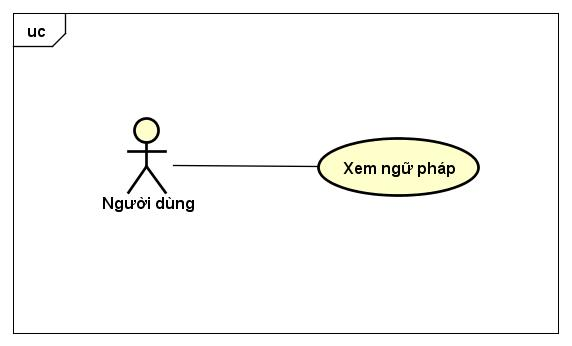 uc
Người dùng
Xem ngữ pháp